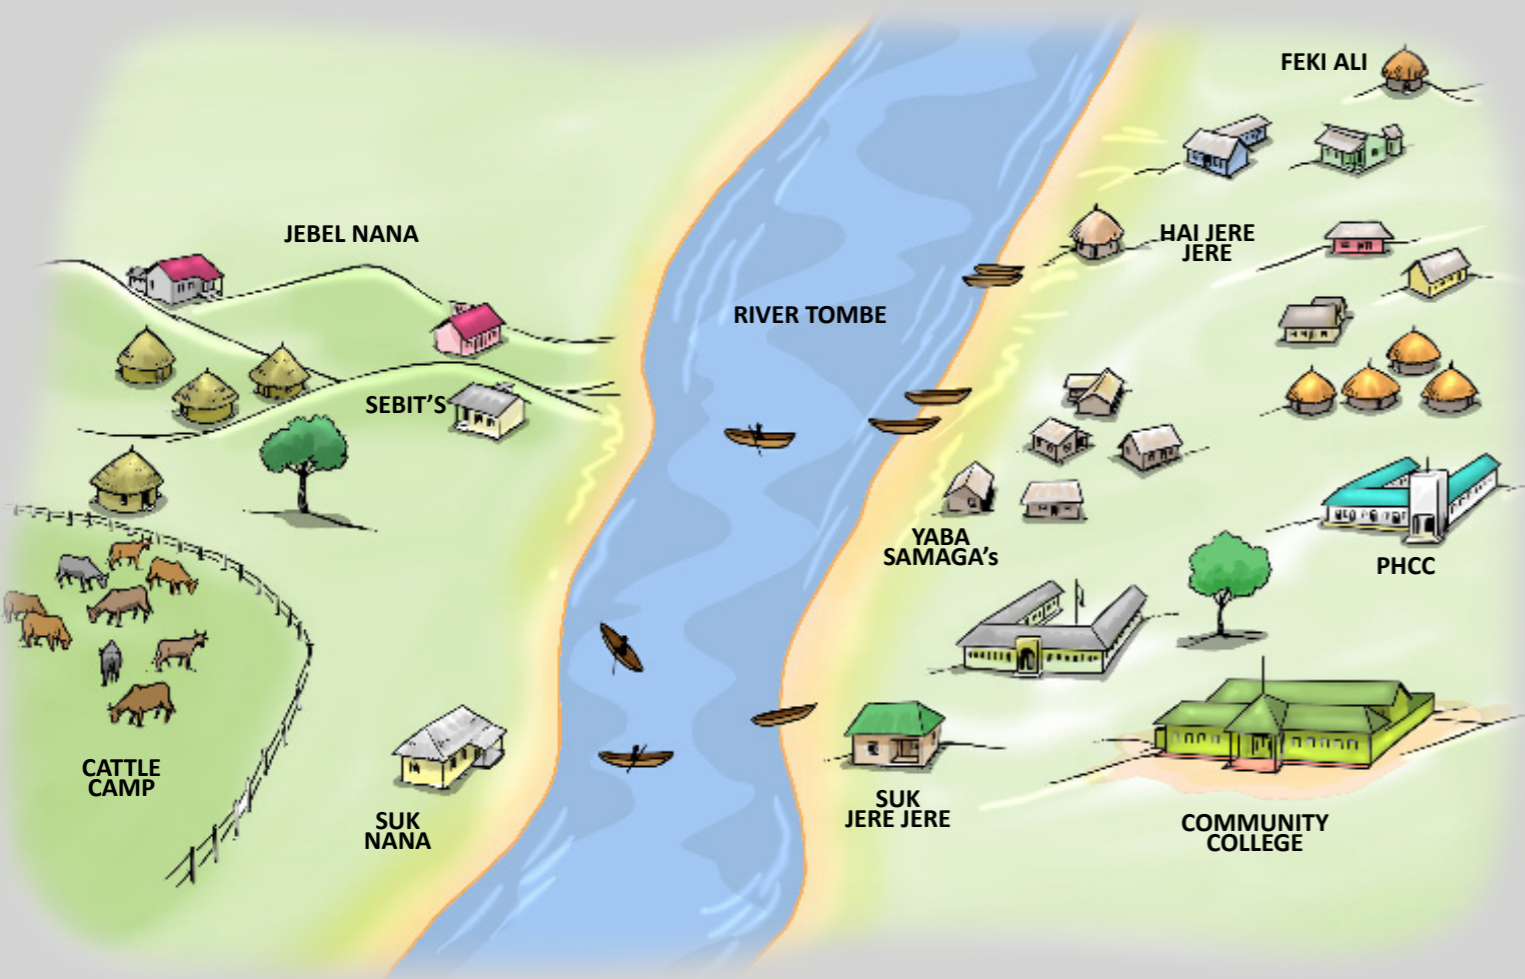 FEKI ALI
JEBEL NANA
HAI JERE
JERE
RIVER TOMBE
SEBIT'S
YABA
SAMAGA's
PHCC
CATTLE
CAMP
SUK
NANA
SUK
JERE JERE
COMMUNITY
COLLEGE